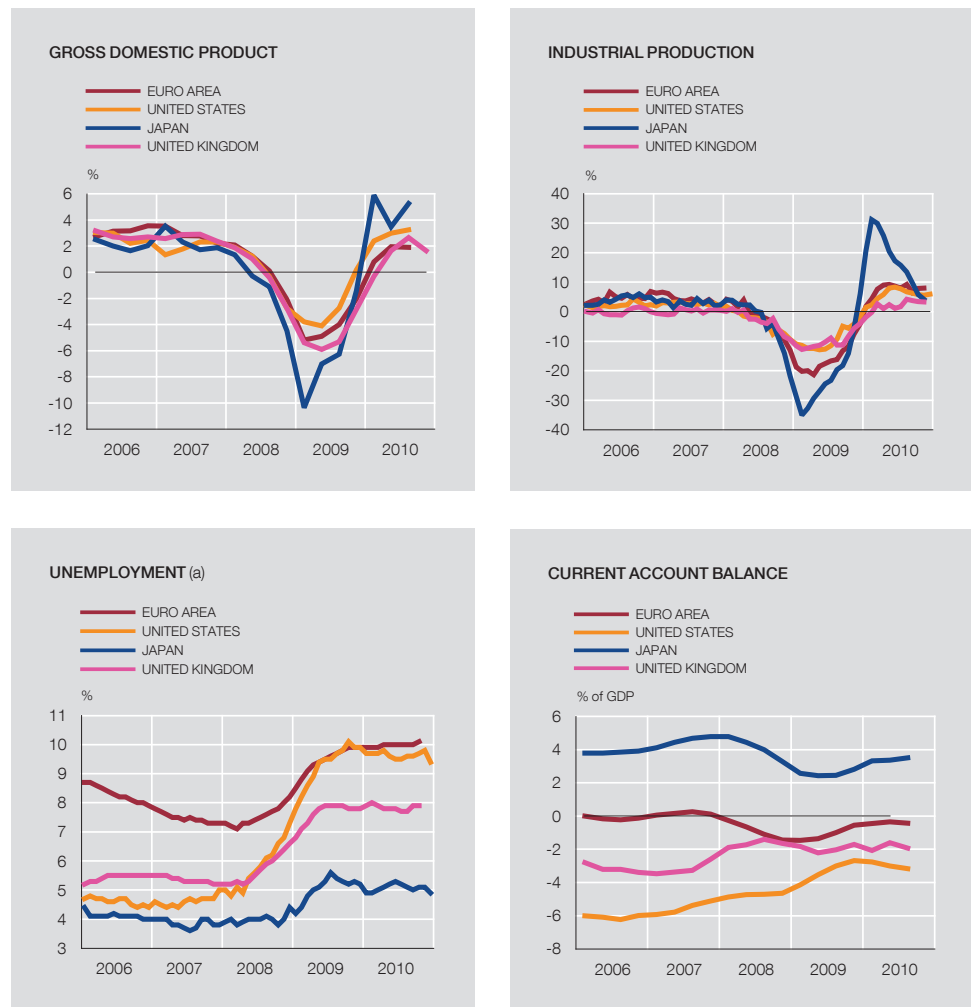 GROSS DOMESTIC PRODUCT
EURO AREA
UNITED STATES
JAPAN
UNITED KINGDOM
%
6
4
2
0
-2
-4
-6
-8
-10
-12
2006 2007 2008 2009 2010
INDUSTRIAL PRODUCTION
EURO AREA
UNITED STATES
JAPAN
UNITED KINGDOM
%
40
30
20
10
0
-10
-20
-30
-40
2006 2007 2008 2009 2010
UNEMPLOYMENT (a)
EURO AREA
UNITED STATES
JAPAN
UNITED KINGDOM
%
11
10
9
8
7
6
5
4
3
2006 2007 2008 2009 2010
CURRENT ACCOUNT BALANCE
EURO AREA
UNITED STATES
JAPAN
UNITED KINGDOM
% of GDP
6
4
2
0
-2
-4
-6
-8
2006 2007 2008 2009 2010